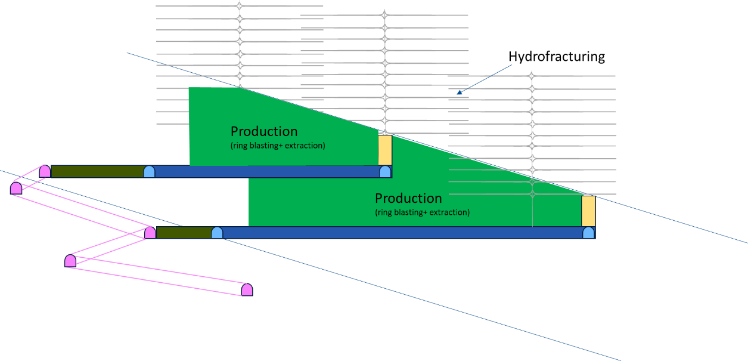 Hydrofracturing
Production
(ring blasting+ extraction)
Production
(ring blasting+ extraction)